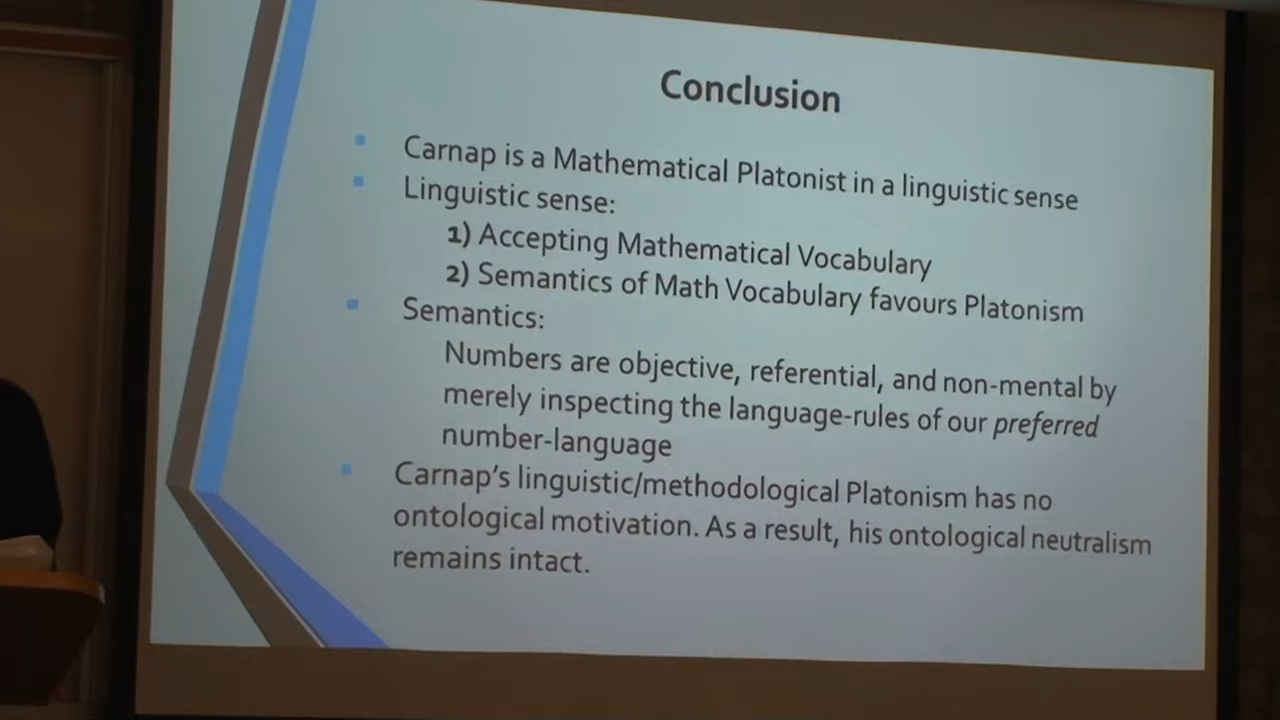 Conclusion
Carnap is a Mathematical Platonist in a linguistic sense
Linguistic sense:
1) Accepting Mathematical Vocabulary
2) Semantics of Math Vocabulary favours Platonism
Semantics:
Numbers are objective, referential, and non-mental by
merely inspecting the language-rules of our preferred
number-language
Carnap's linguistic/methodological Platonism has no
ontological motivation. As a result, his ontological neutralism
remains intact.